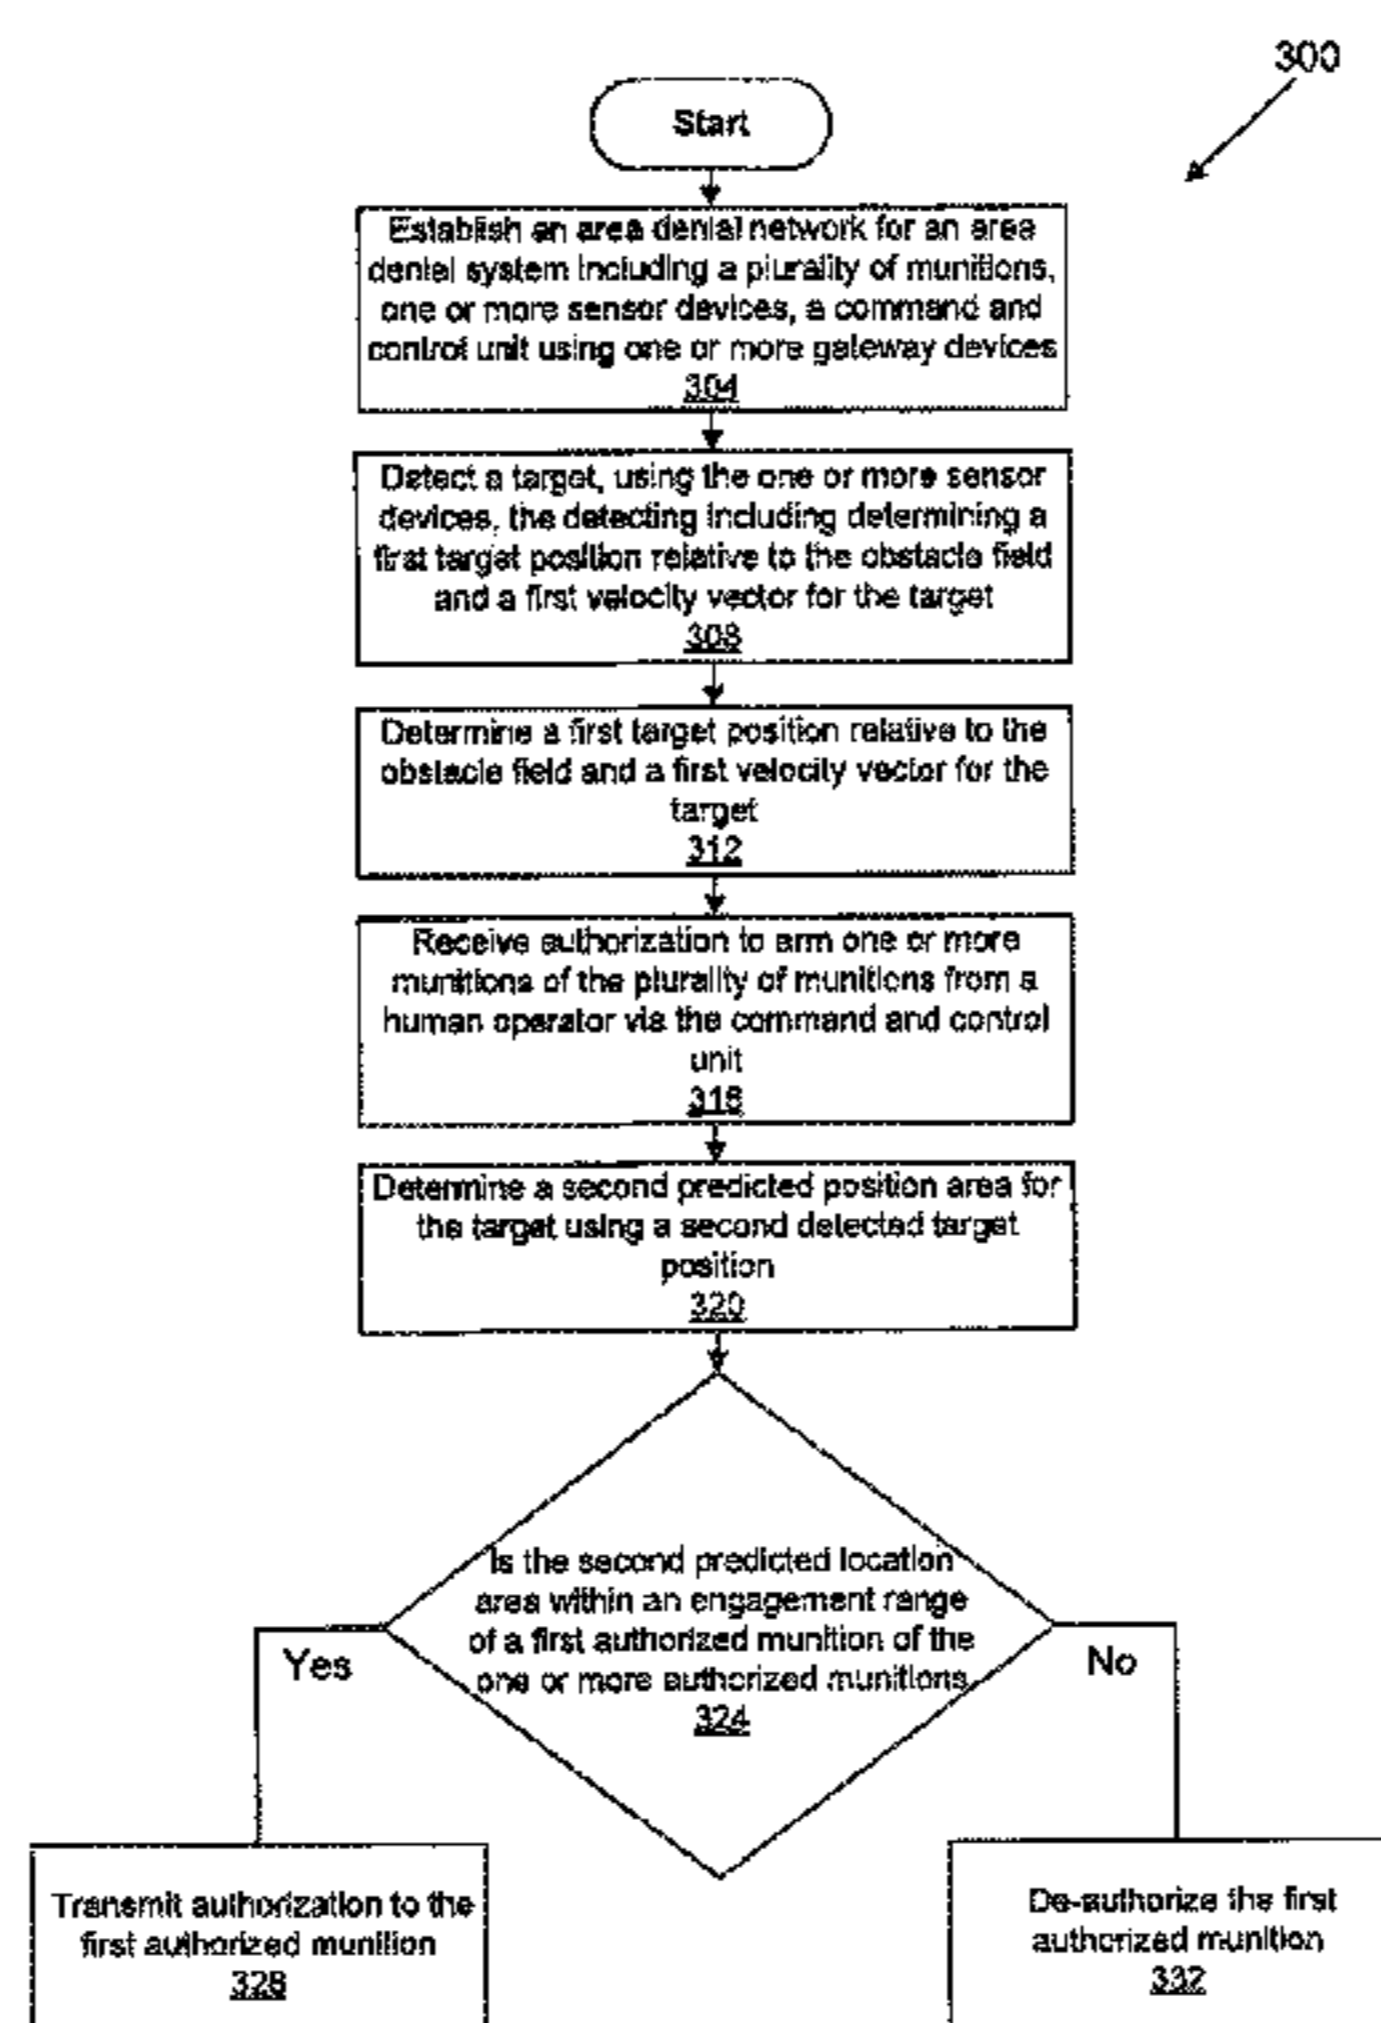 300
Start
Establish an area denial network for an area
denial system including a plurality of munitions,
one or more sensor devices, a command and
control unit using one or more gateway devices
304
Detect a target, using the one or more sensor
devices, the detecting including determining a
first target position relative to the obstacle field
and a first velocity vector for the target
308
Determine a first target position relative to the
obstacle field and a first velocity vector for the
target
312
Receive authorization to arm one or more
munitions of the plurality of munitions from a
human operator via the command and control
unit
316
Determine a second predicted position area for
the target using a second detected target
position
320
Is the second predicted location
area within an engagement range
of a first authorized munition of the
one or more authorized munitions
324
Yes
No
Transmit authorization to the
first authorized munition
328
De-authorize the first
authorized munition
332